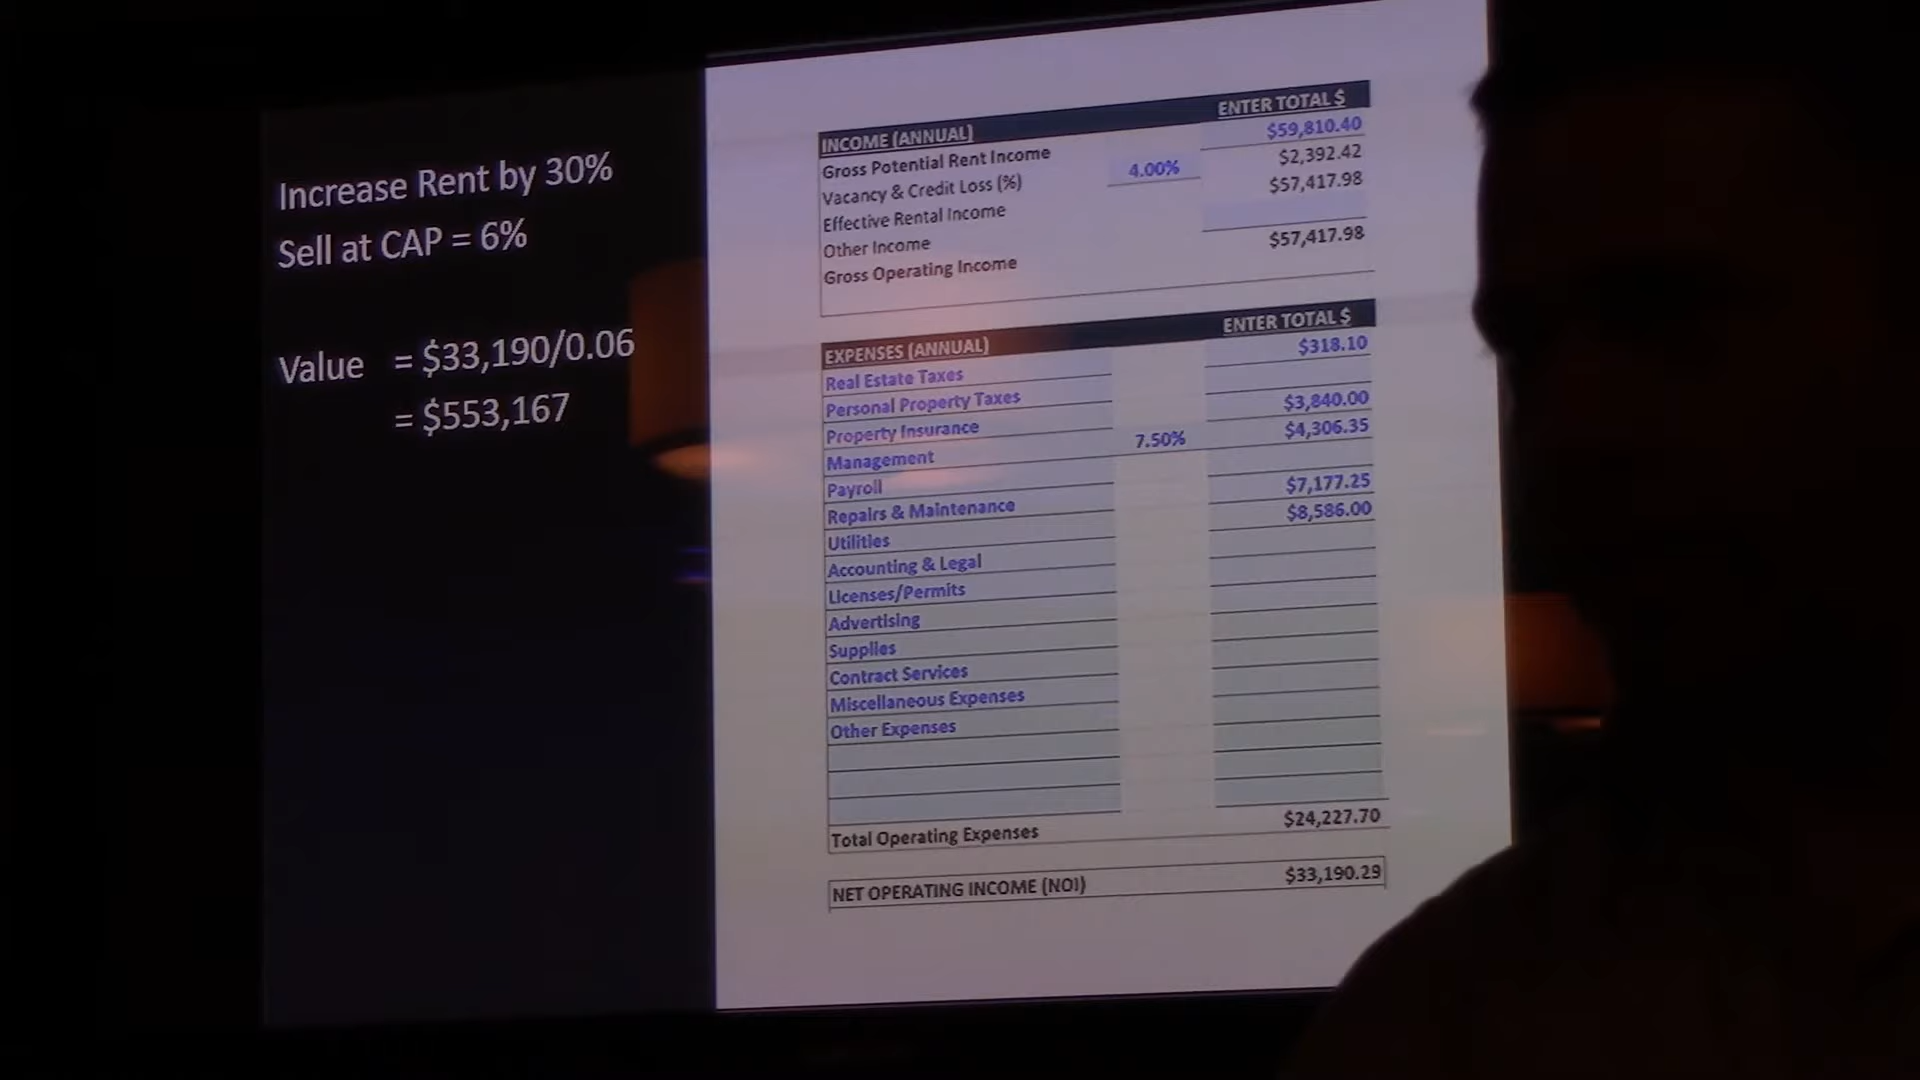 Increase Rent by 30%
Sell at CAP = 6%
Value = $33,190/0.06
= $553,167
INCOME (ANNUAL) ENTER TOTAL $
Gross Potential Rent Income $59,810.40
Vacancy & Credit Loss (%) 4.00% $2,392.42
Effective Rental Income $57,417.98
Other Income
Gross Operating Income $57,417.98
EXPENSES (ANNUAL) ENTER TOTAL $
Real Estate Taxes $318.10
Personal Property Taxes
Property Insurance $3,840.00
Management 7.50% $4,306.35
Payroll
Repairs & Maintenance $7,177.25
Utilities $8,586.00
Accounting & Legal
Licenses/Permits
Advertising
Supplies
Contract Services
Miscellaneous Expenses
Other Expenses
Total Operating Expenses $24,227.70
NET OPERATING INCOME (NOI) $33,190.29